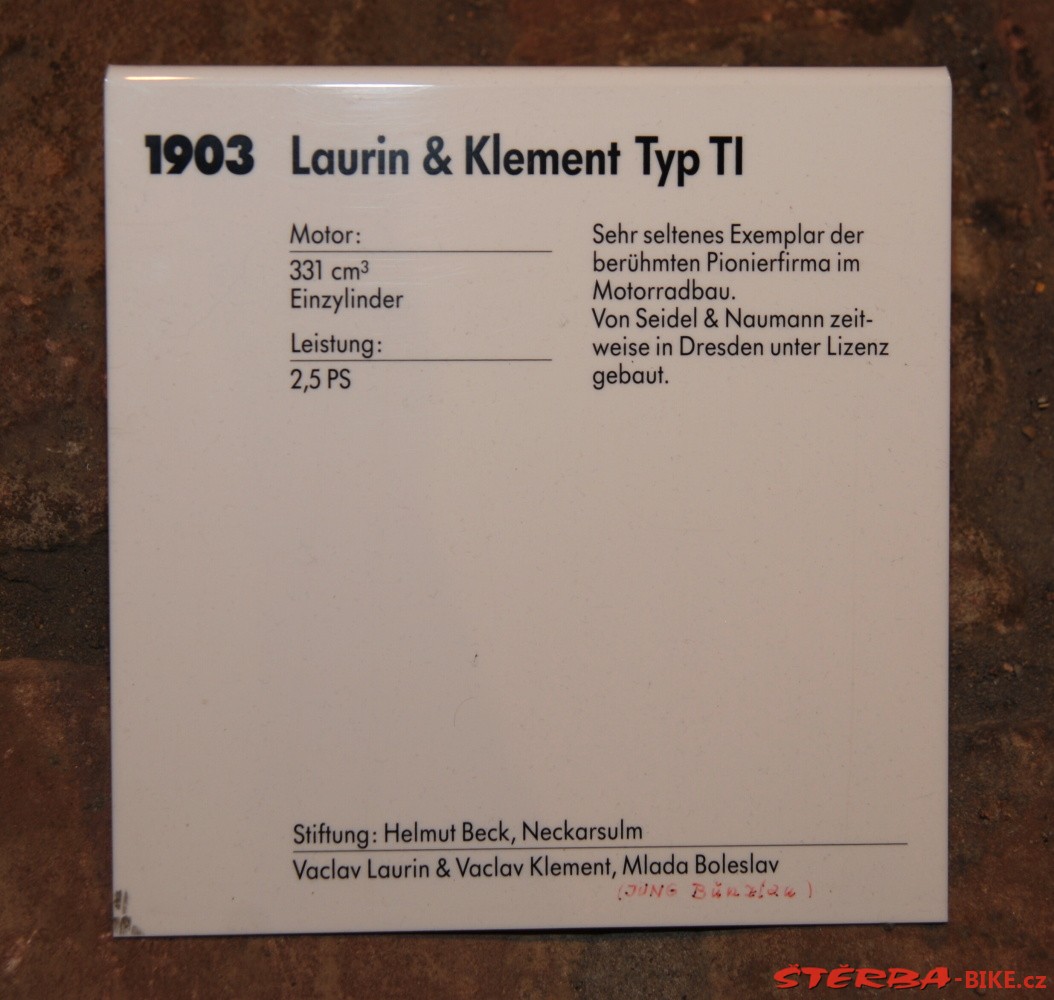 1903 Laurin & Klement Typ TI
Motor:
331 cm³
Einzylinder
Leistung:
2,5 PS
Sehr seltenes Exemplar der
berühmten Pionierfirma im
Motorradbau.
Von Seidel & Naumann zeit-
weise in Dresden unter Lizenz
gebaut.
Stiftung: Helmut Beck, Neckarsulm
Vaclav Laurin & Vaclav Klement, Mlada Boleslav
(JUNG Bunzlau)
ŠTĚRBA-BIKE.cz